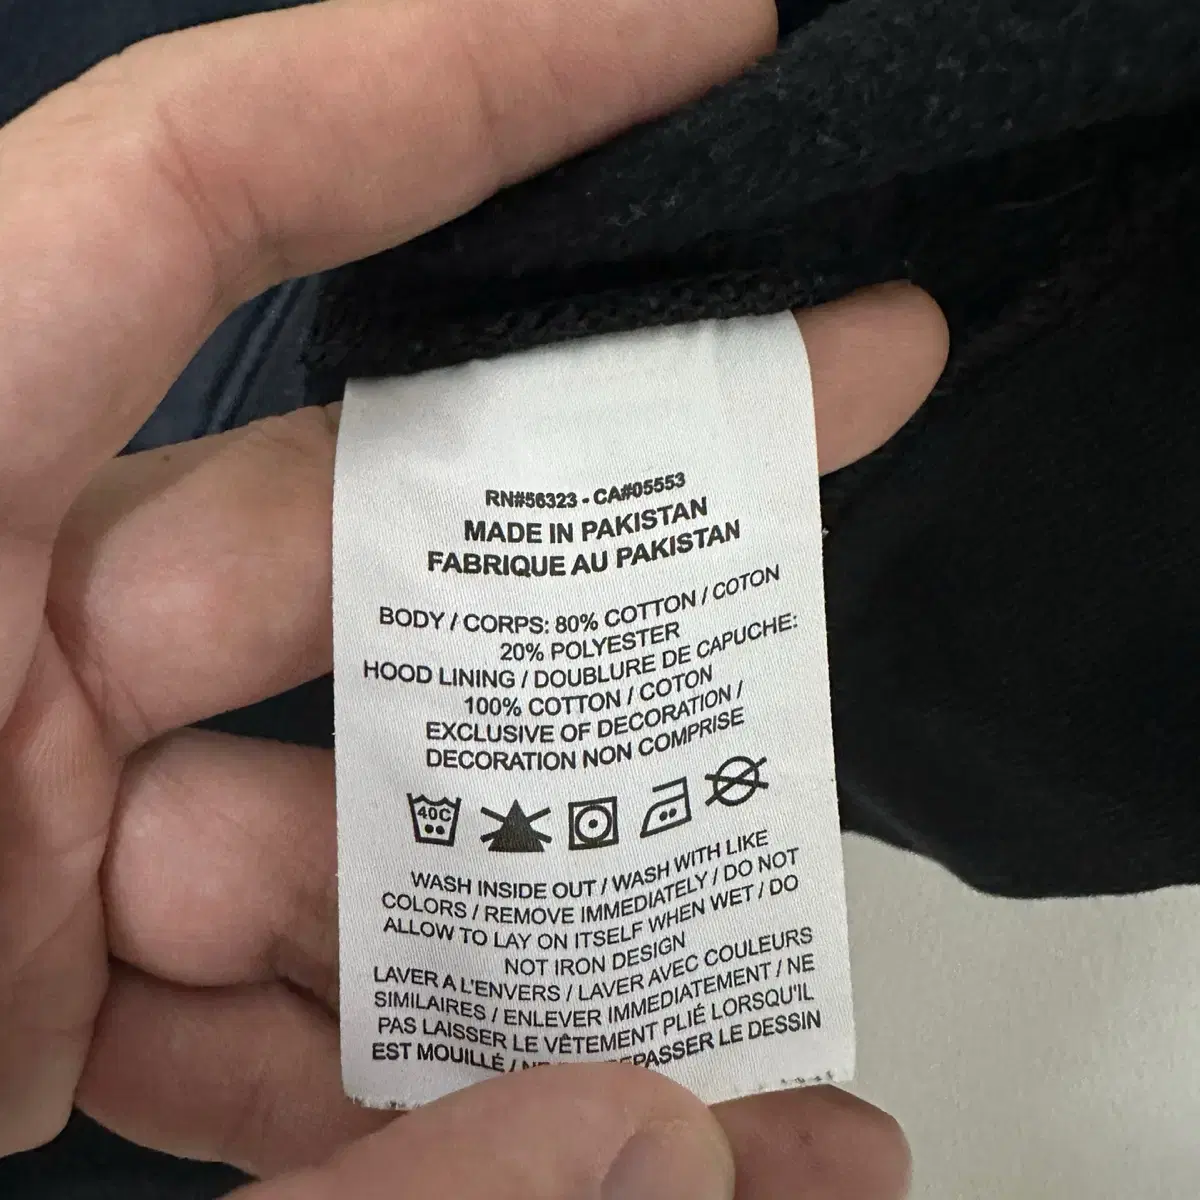 RN#56323 - CA#05553
MADE IN PAKISTAN
FABRIQUE AU PAKISTAN
BODY / CORPS: 80% COTTON / COTON
20% POLYESTER
HOOD LINING / DOUBLURE DE CAPUCHE:
100% COTTON / COTON
EXCLUSIVE OF DECORATION /
DECORATION NON COMPRISE
40C
WASH INSIDE OUT / WASH WITH LIKE
COLORS / REMOVE IMMEDIATELY / DO NOT
ALLOW TO LAY ON ITSELF WHEN WET / DO
NOT IRON DESIGN
LAVER A L'ENVERS / LAVER AVEC COULEURS
SIMILAIRES / ENLEVER IMMEDIATEMENT / NE
PAS LAISSER LE VÊTEMENT PLIÉ LORSQU'IL
EST MOUILLÉ / LE DESSIN